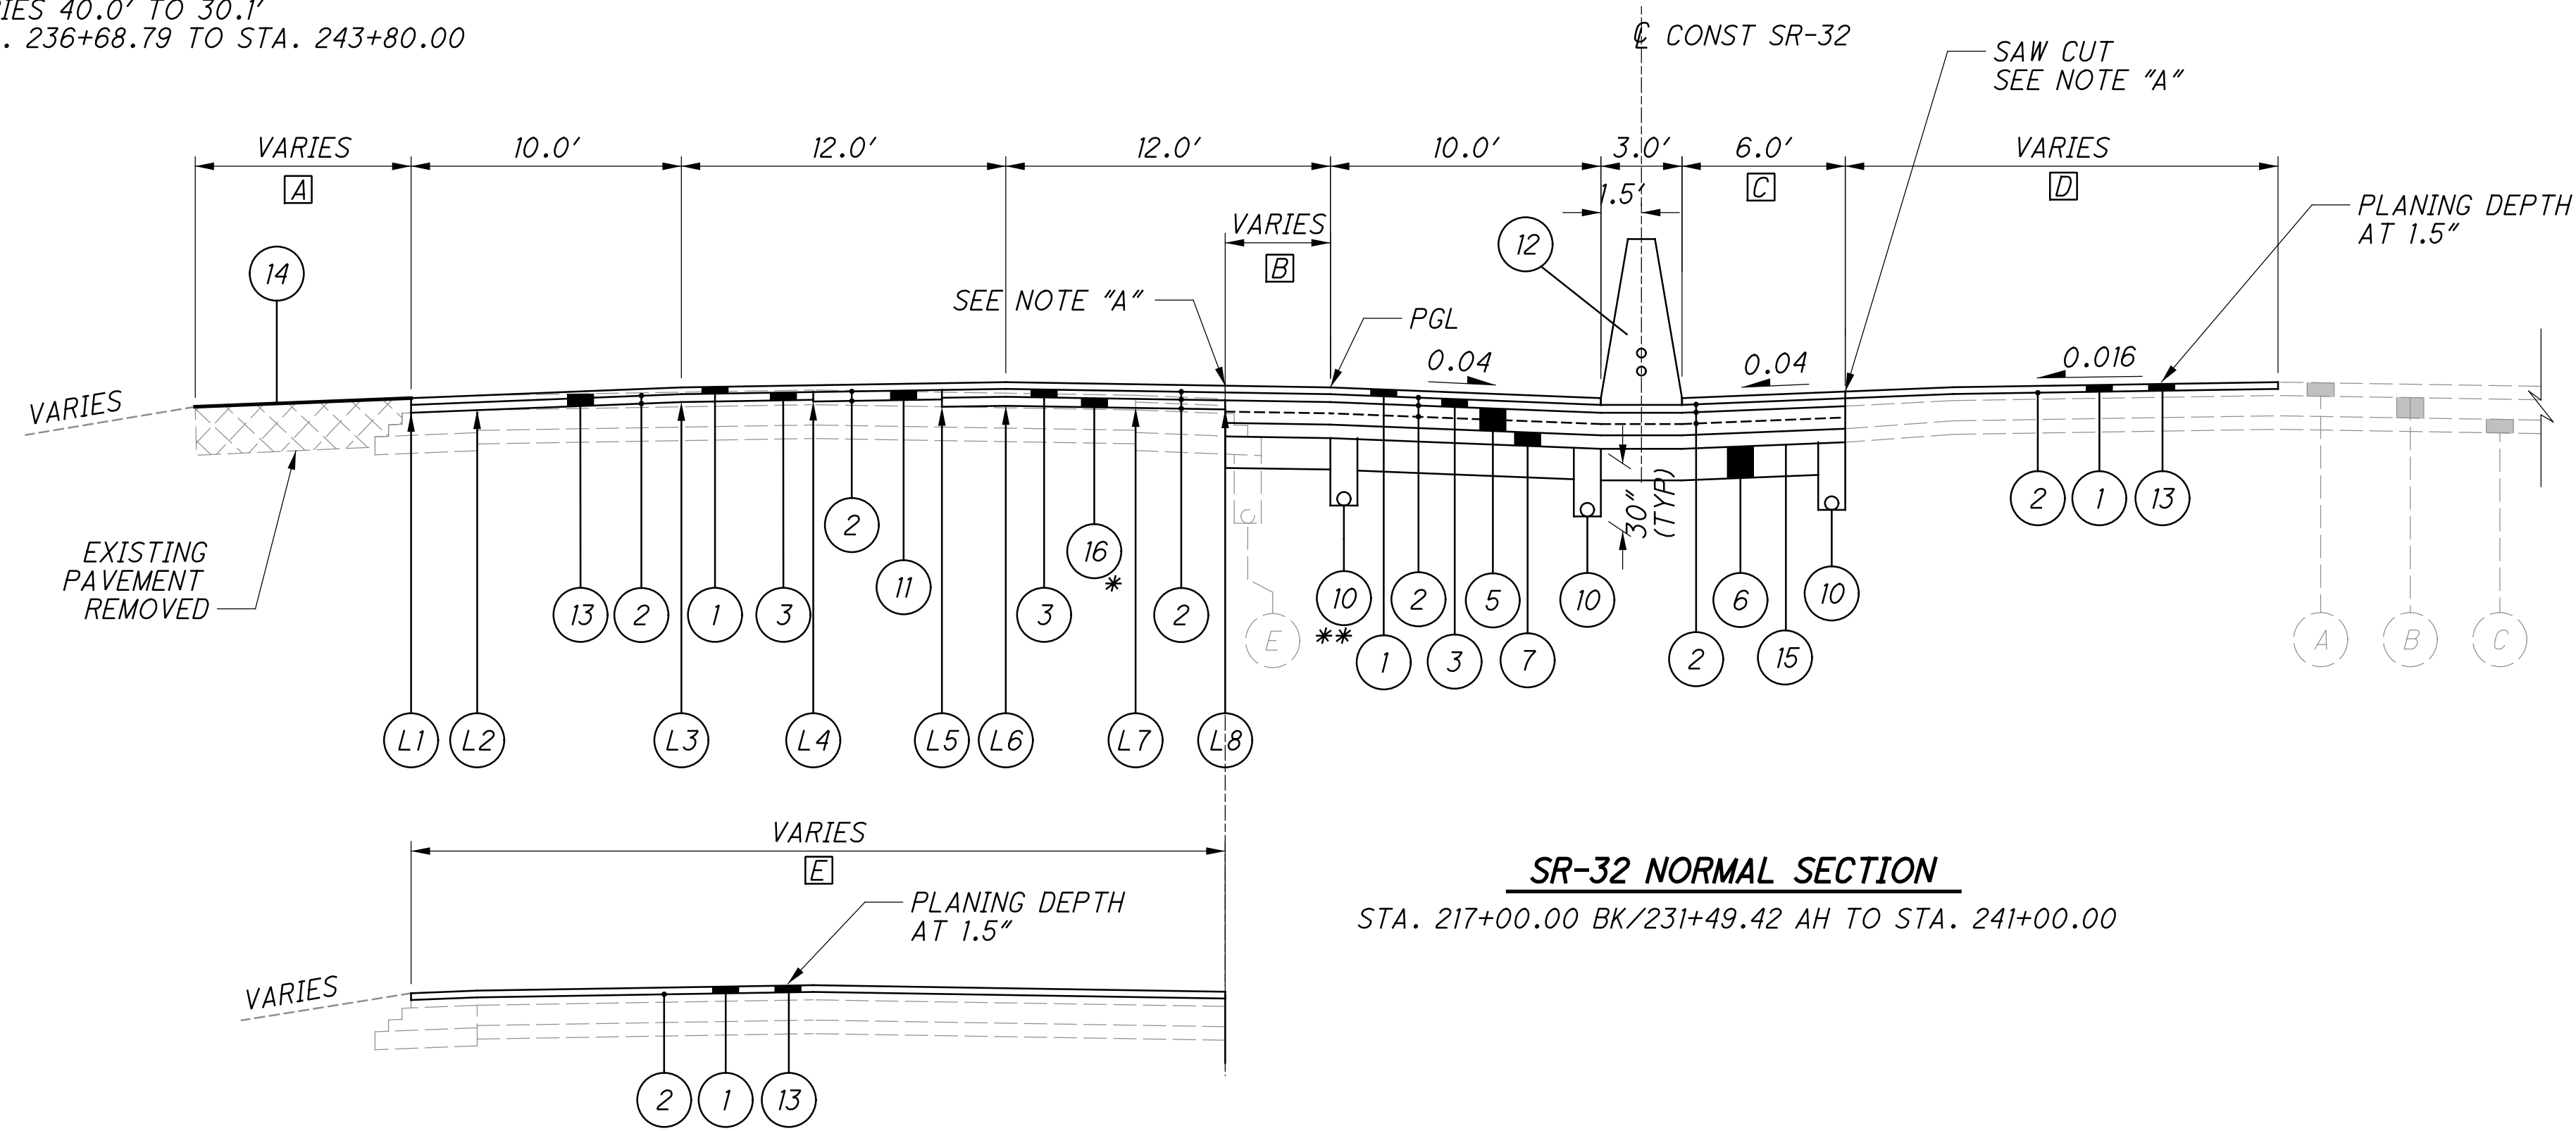 IES 40.0' TO 30.1'
. 236+68.79 TO STA. 243+80.00
℄ CONST SR-32
SAW CUT
SEE NOTE "A"
VARIES
10.0'
12.0'
12.0'
10.0'
3.0'
6.0'
VARIES
A
C
D
1.5'
VARIES
B
PLANING DEPTH
AT 1.5"
12
14
SEE NOTE "A"
PGL
0.04
0.04
0.016
VARIES
EXISTING
PAVEMENT
REMOVED
13
2
1
3
2
11
3
16
*
2
E
10
**
1
2
3
5
7
10
30"
(TYP)
2
6
15
10
2
1
13
A
B
C
L1
L2
L3
L4
L5
L6
L7
L8
VARIES
E
PLANING DEPTH
AT 1.5"
VARIES
2
1
13
SR-32 NORMAL SECTION
STA. 217+00.00 BK/231+49.42 AH TO STA. 241+00.00